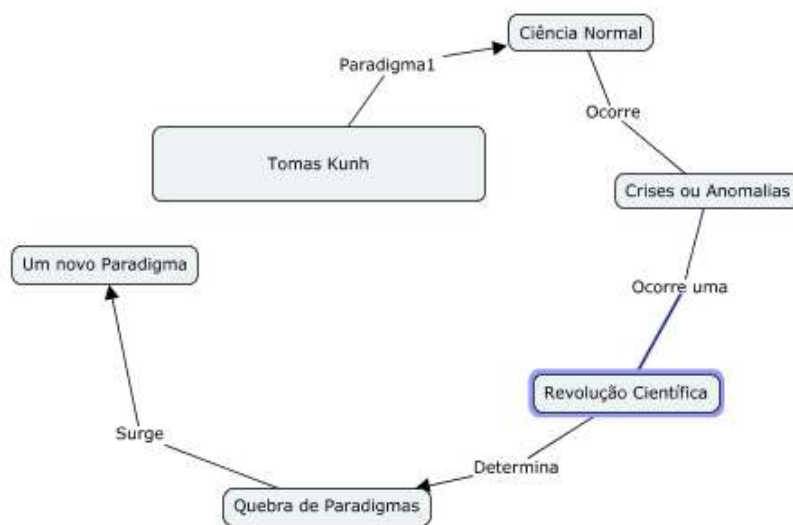 Ciência Normal
Paradigma1
Ocorre
Tomas Kunh
Crises ou Anomalias
Um novo Paradigma
Ocorre uma
Revolução Científica
Surge
Determina
Quebra de Paradigmas